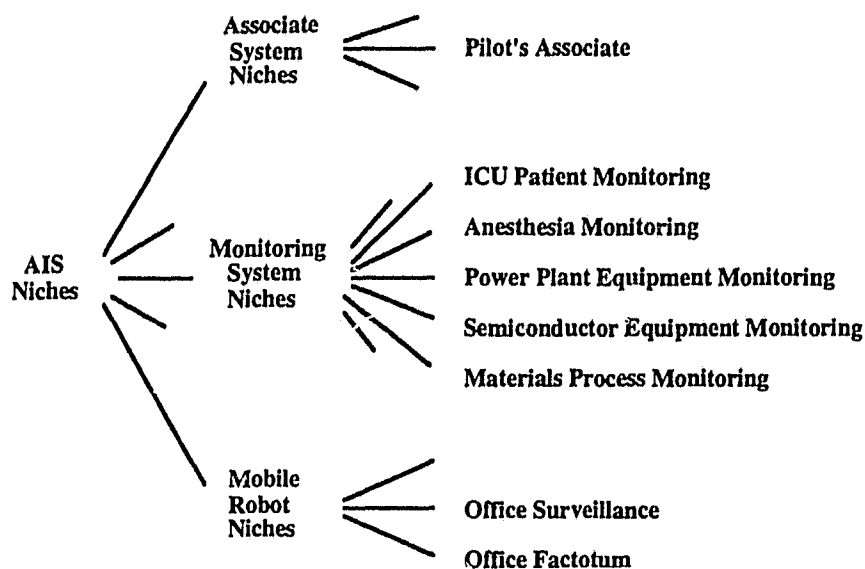 Associate
System
Niches
Pilot's Associate
ICU Patient Monitoring
Anesthesia Monitoring
AIS
Niches
Monitoring
System
Niches
Power Plant Equipment Monitoring
Semiconductor Equipment Monitoring
Materials Process Monitoring
Mobile
Robot
Niches
Office Surveillance
Office Factotum